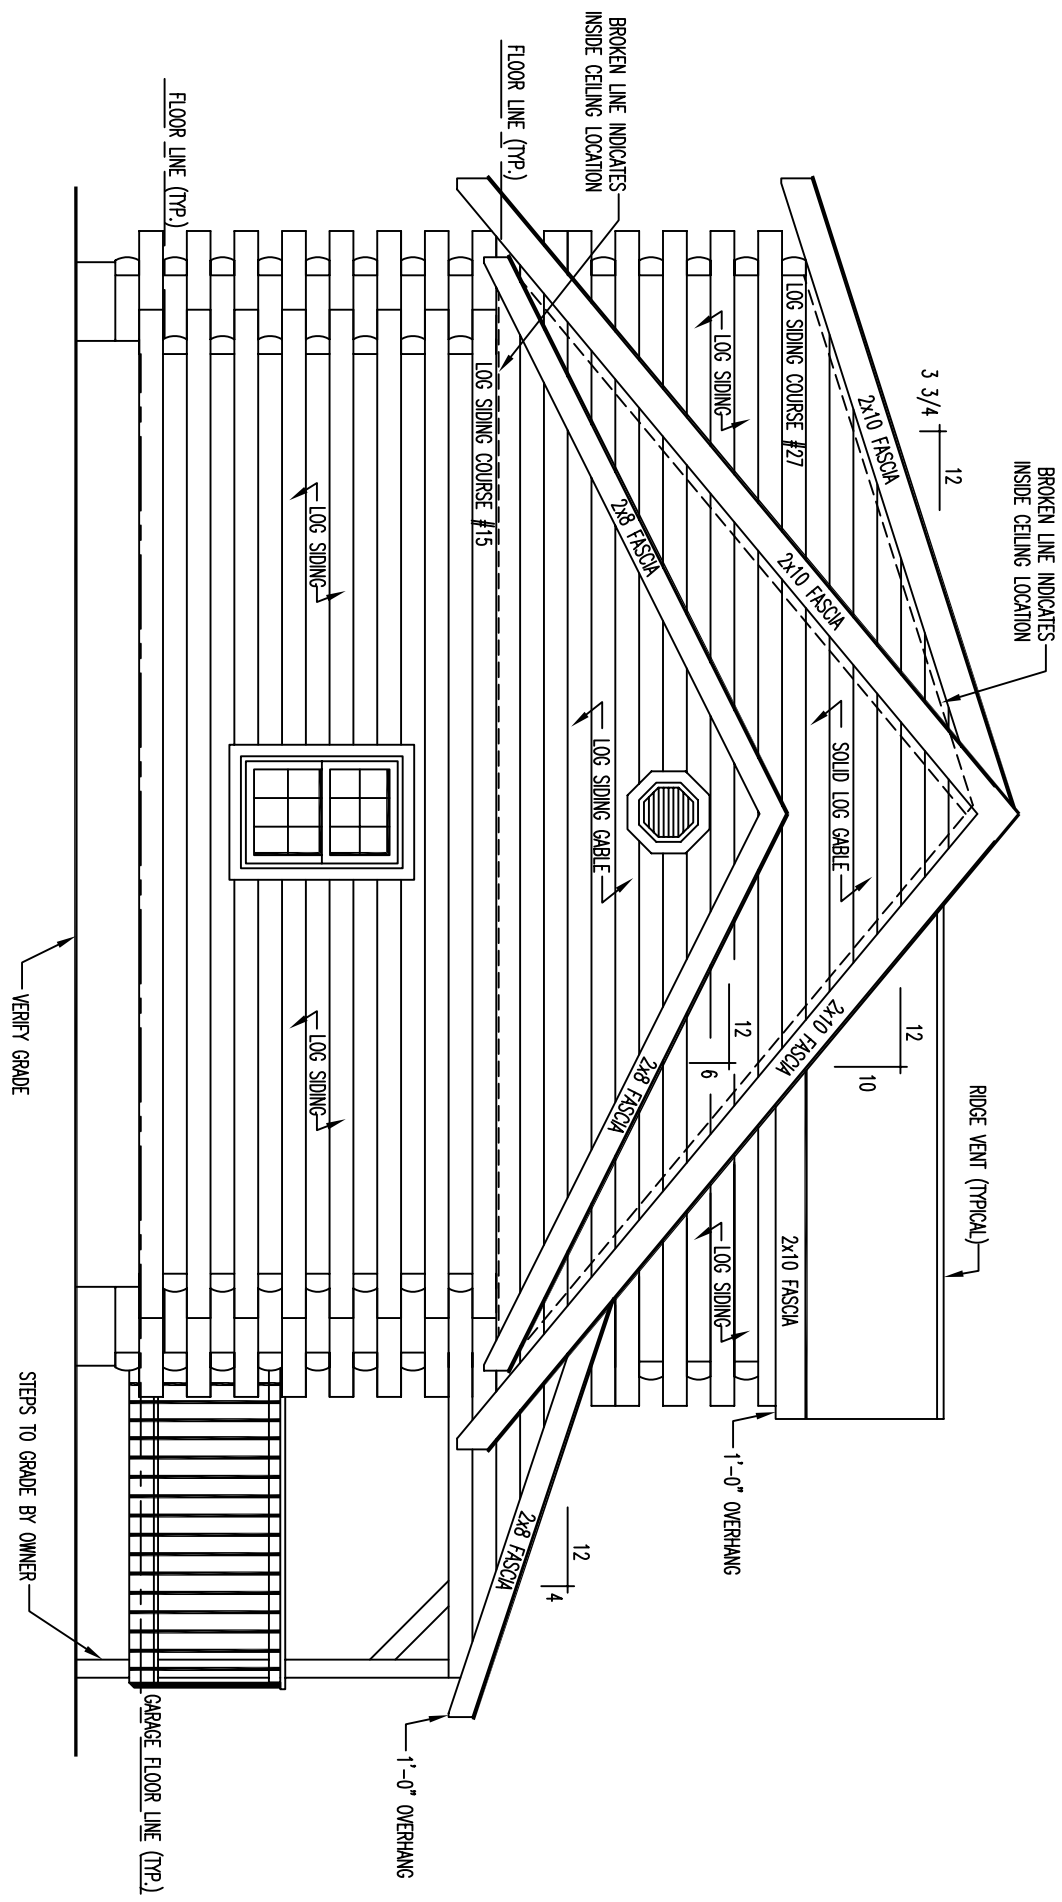 BROKEN LINE INDICATES
INSIDE CEILING LOCATION
3 3/4
12
2x10 FASCIA
12
10
RIDGE VENT (TYPICAL)
SOLID LOG GABLE
2x10 FASCIA
2x10 FASCIA
LOG SIDING COURSE #27
2x10 FASCIA
LOG SIDING
12
6
LOG SIDING
1'-0" OVERHANG
BROKEN LINE INDICATES
INSIDE CEILING LOCATION
2x8 FASCIA
LOG SIDING GABLE
2x8 FASCIA
12
4
FLOOR LINE (TYP.)
LOG SIDING COURSE #15
2x8 FASCIA
1'-0" OVERHANG
LOG SIDING
LOG SIDING
FLOOR LINE (TYP.)
GARAGE FLOOR LINE (TYP.)
VERIFY GRADE
STEPS TO GRADE BY OWNER